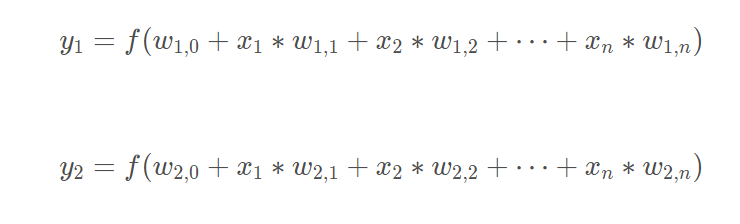 y₁ = f(w₁,₀ + x₁ * w₁,₁ + x₂ * w₁,₂ + ⋯ + xₙ * w₁,ₙ)
y₂ = f(w₂,₀ + x₁ * w₂,₁ + x₂ * w₂,₂ + ⋯ + xₙ * w₂,ₙ)